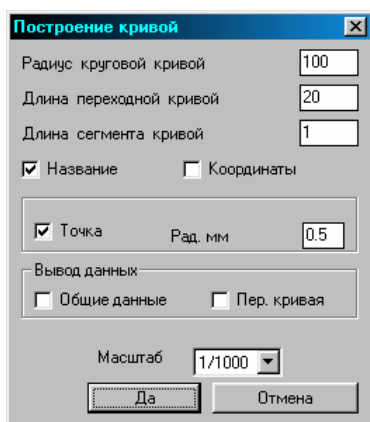 Построение кривой
Радиус круговой кривой 100
Длина переходной кривой 20
Длина сегмента кривой 1
Название Координаты
Точка Рад. мм 0.5
Вывод данных
Общие данные Пер. кривая
Масштаб 1/1000
Да Отмена